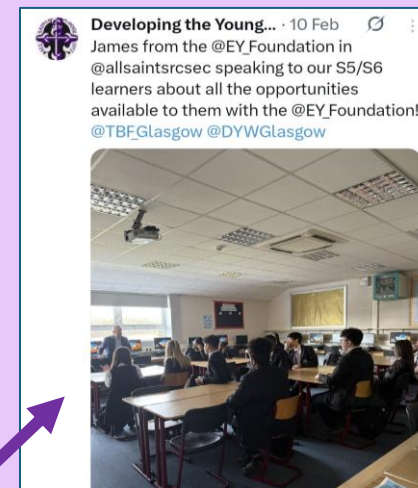 Developing the Young... · 10 Feb
James from the @EY_Foundation in
@allsaintsrcsec speaking to our S5/S6
learners about all the opportunities
available to them with the @EY_Foundation!
@TBF_Glasgow @DYWGlasgow